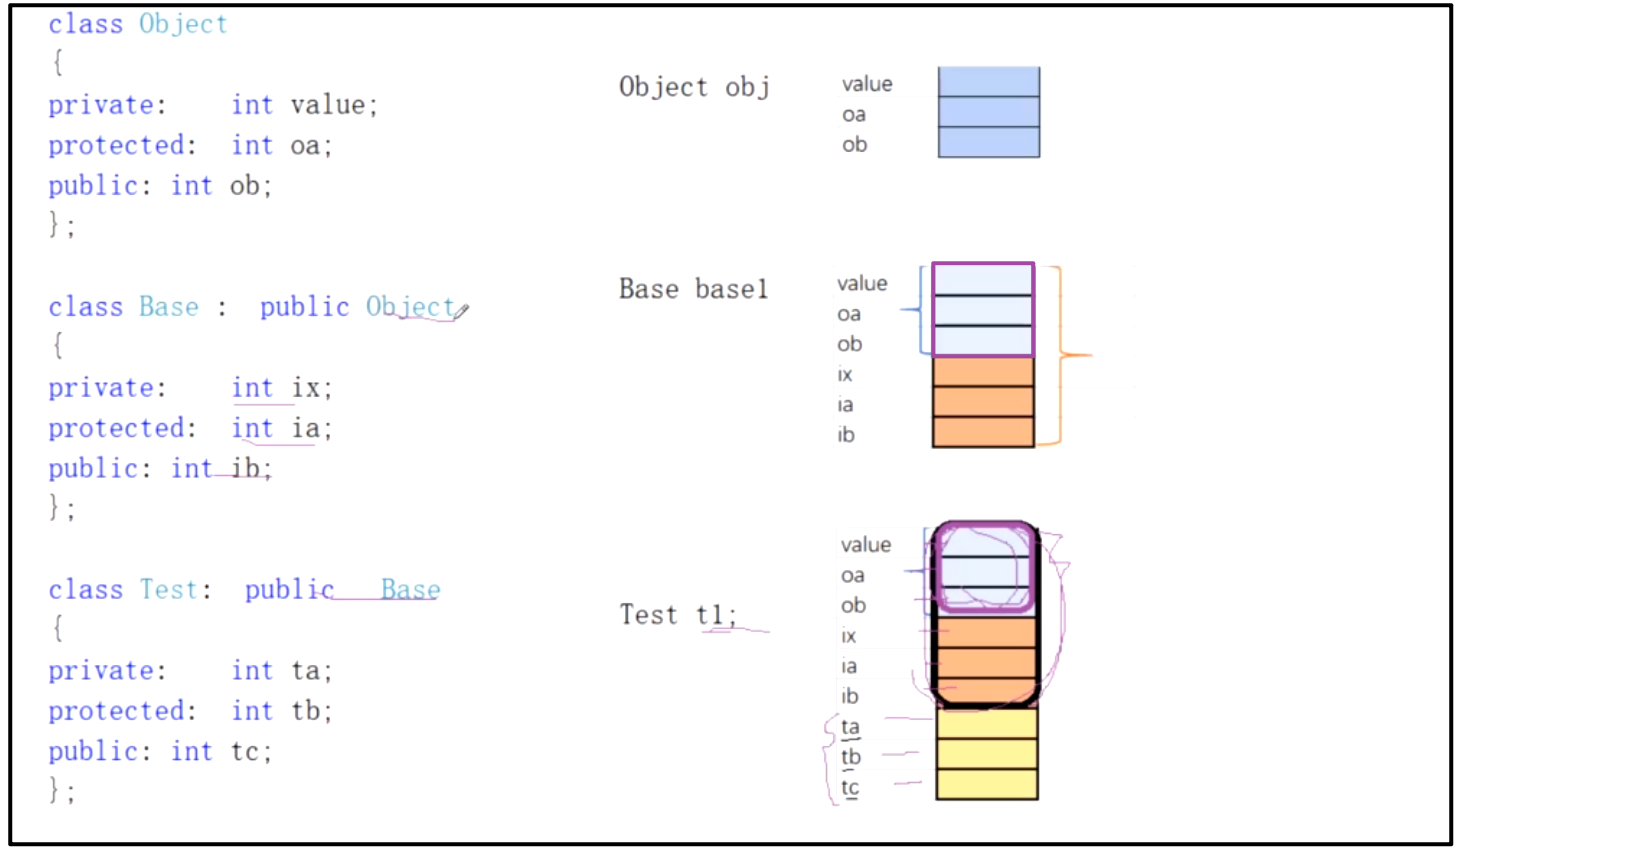 class Object
{
private:    int value;
protected:  int oa;
public: int ob;
};
class Base :  public Object
{
private:    int ix;
protected:  int ia;
public: int ib;
};
class Test:  public   Base
{
private:    int ta;
protected:  int tb;
public: int tc;
};
Object obj
value
oa
ob
Base base1
value
oa
ob
ix
ia
ib
Test t1;
value
oa
ob
ix
ia
ib
ta
tb
tc